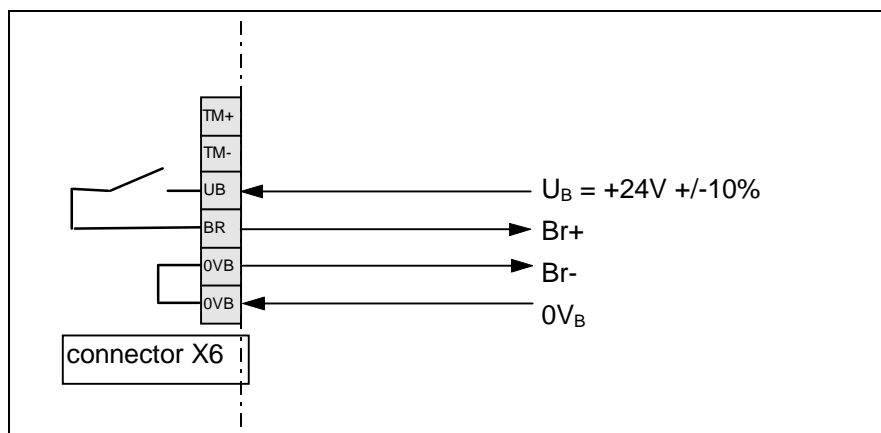 TM+
TM-
UB
U_B = +24V +/-10%
BR
Br+
0VB
Br-
0VB
0V_B
connector X6